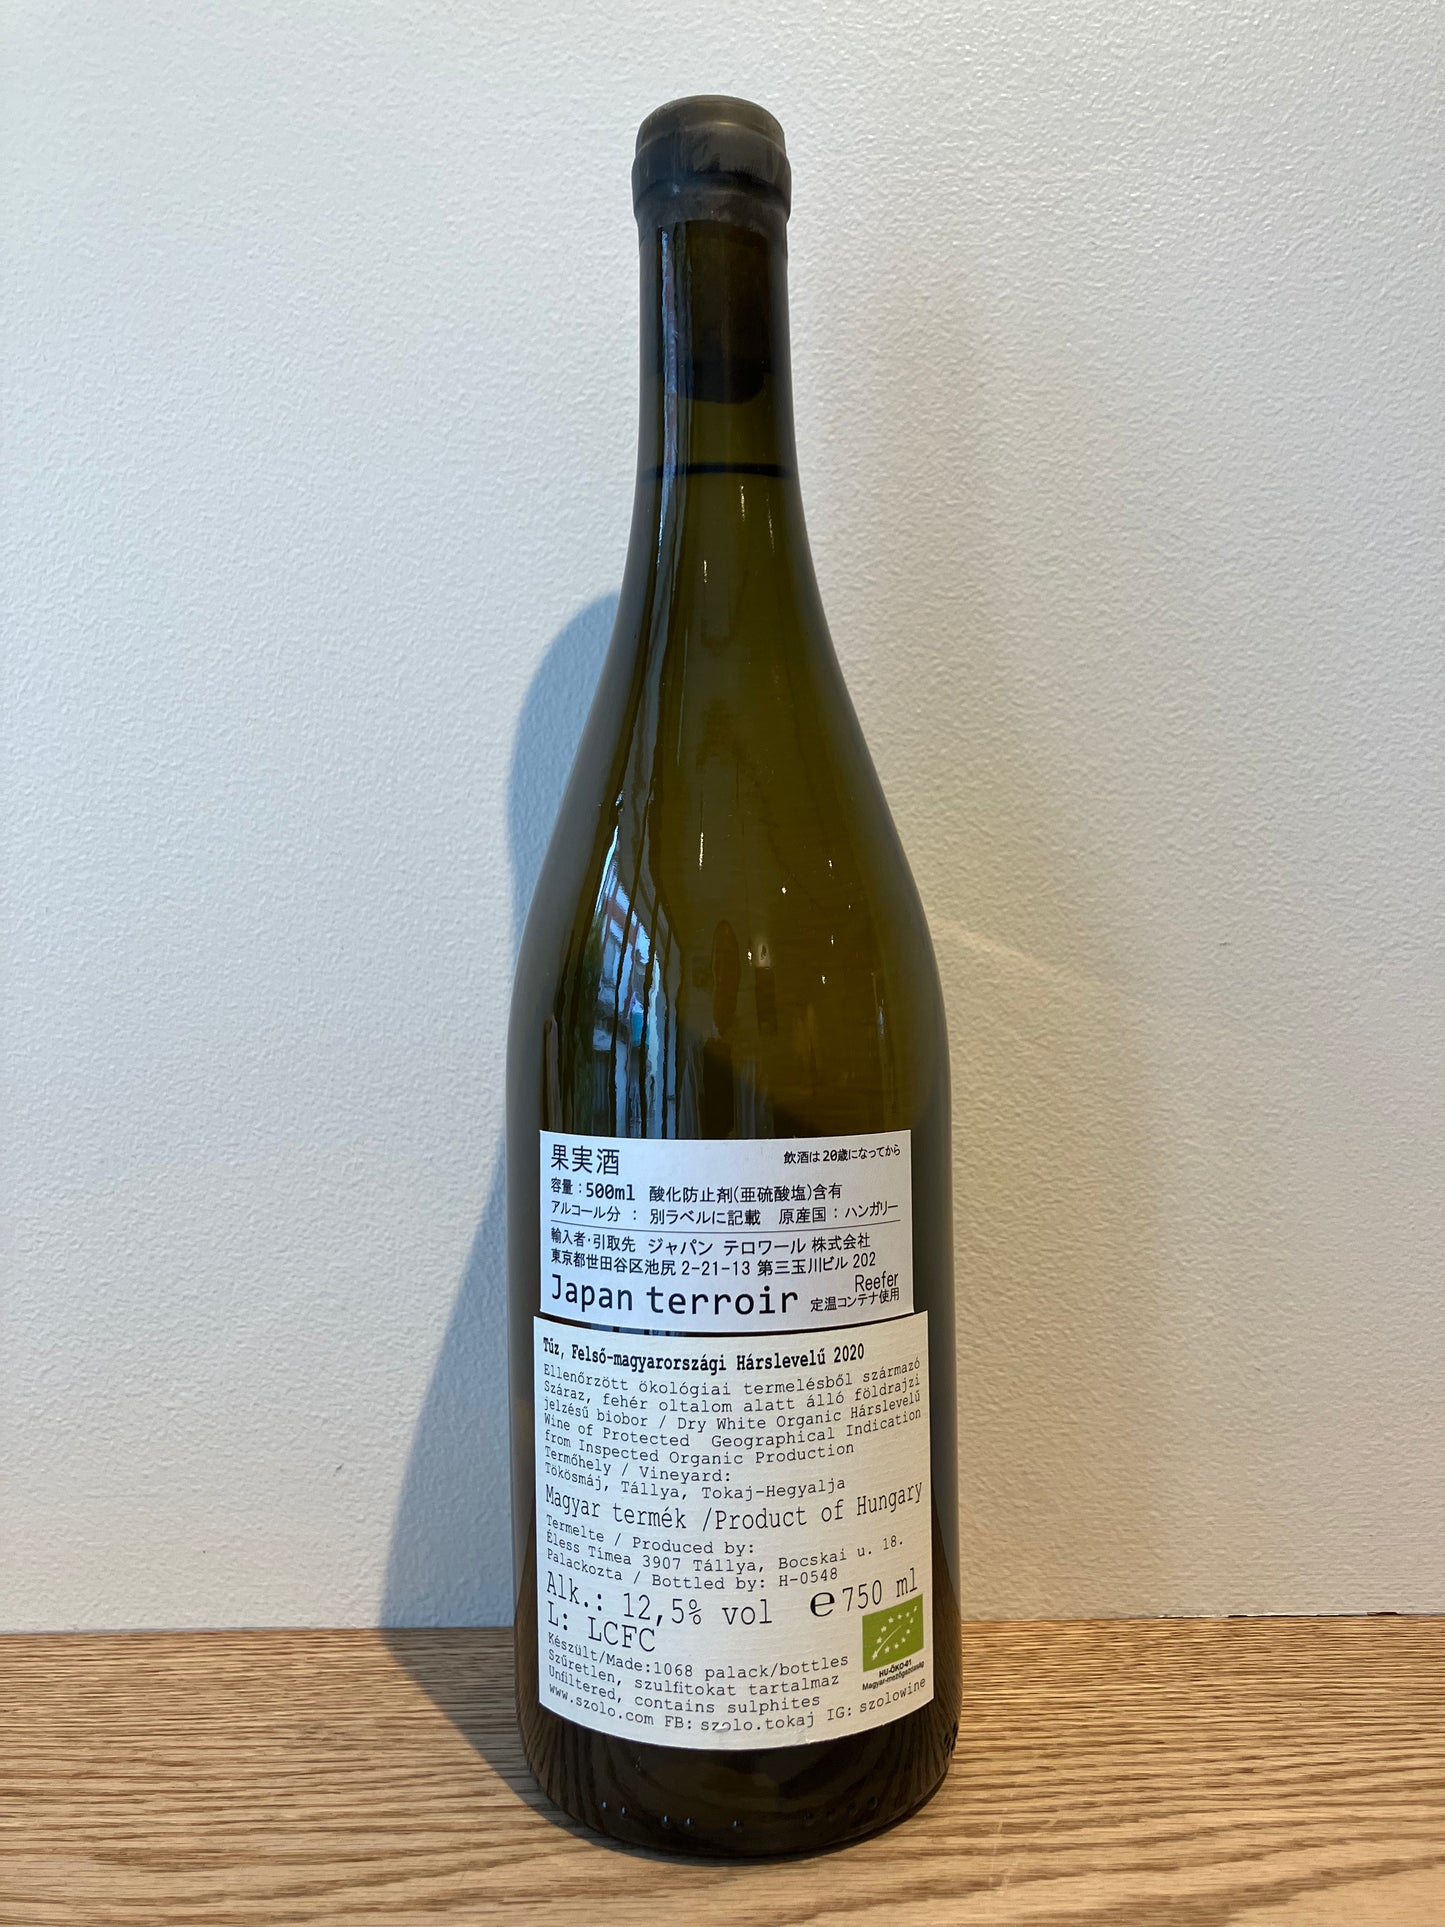 果実酒 飲酒は20歳になってから
容量：500ml 酸化防止剤(亜硫酸塩)含有
アルコール分 ： 別ラベルに記載 原産国：ハンガリー
輸入者・引取先 ジャパン テロワール 株式会社
東京都世田谷区池尻 2-21-13 第三玉川ビル 202
Japan terroir Reefer
定温コンテナ使用
Tűz, Felső-magyarországi Hárslevelű 2020
Ellenőrzött ökológiai termelésből származó
Száraz, fehér oltalom alatt álló földrajzi
jelzésű biobor / Dry White Organic Hárslevelű
Wine of Protected Geographical Indication
from Inspected Organic Production
Termőhely / Vineyard:
Tökösmáj, Tállya, Tokaj-Hegyalja
Magyar termék /Product of Hungary
Termelte / Produced by:
Éless Tímea 3907 Tállya, Bocskai u. 18.
Palackozta / Bottled by: H-0548
Alk.: 12,5% vol e 750 ml
L: LCFC
Készült/Made:1068 palack/bottles
Szűretlen, szulfitokat tartalmaz
Unfiltered, contains sulphites
www.szolo.com FB: szolo.tokaj IG: szolowine
HU-ÖKO-01
Magyar-mezőgazdaság